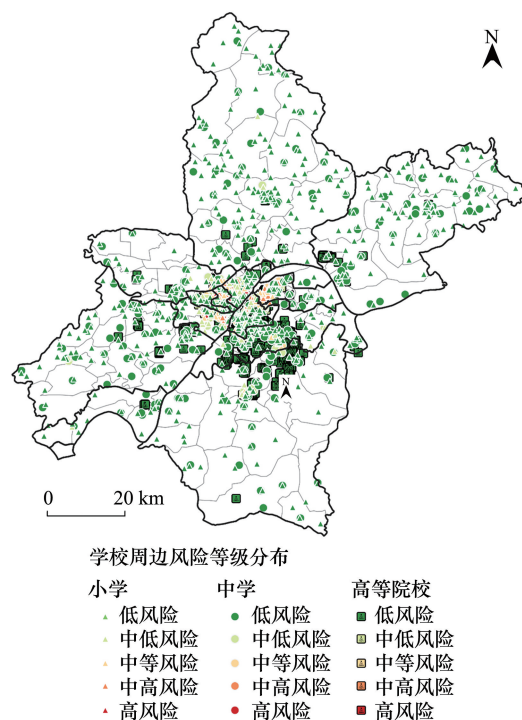 N
N
0 20 km
学校周边风险等级分布
小学 中学 高等院校
低风险 低风险 低风险
中低风险 中低风险 中低风险
中等风险 中等风险 中等风险
中高风险 中高风险 中高风险
高风险 高风险 高风险